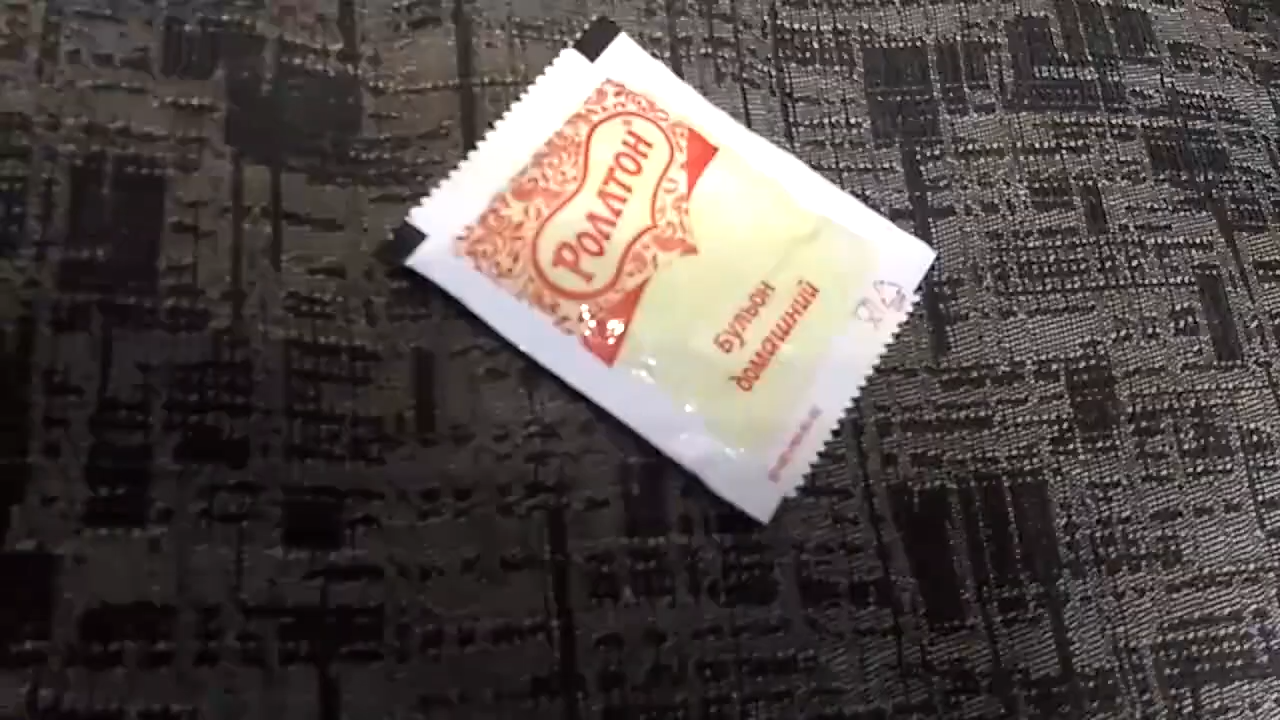 Роллтон
Бульон
домашний